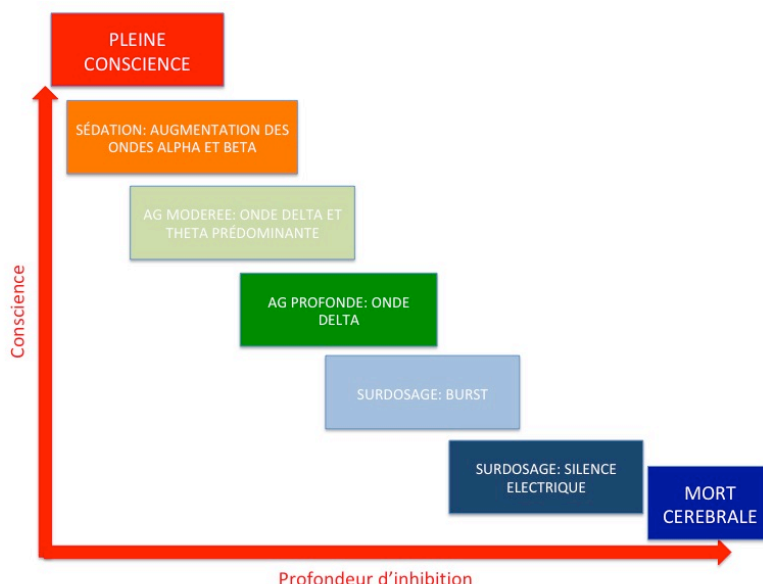 PLEINE
CONSCIENCE
SÉDATION: AUGMENTATION DES
ONDES ALPHA ET BETA
AG MODEREE: ONDE DELTA ET
THETA PRÉDOMINANTE
AG PROFONDE: ONDE
DELTA
SURDOSAGE: BURST
SURDOSAGE: SILENCE
ELECTRIQUE
MORT
CEREBRALE
Conscience
Profondeur d'inhibition